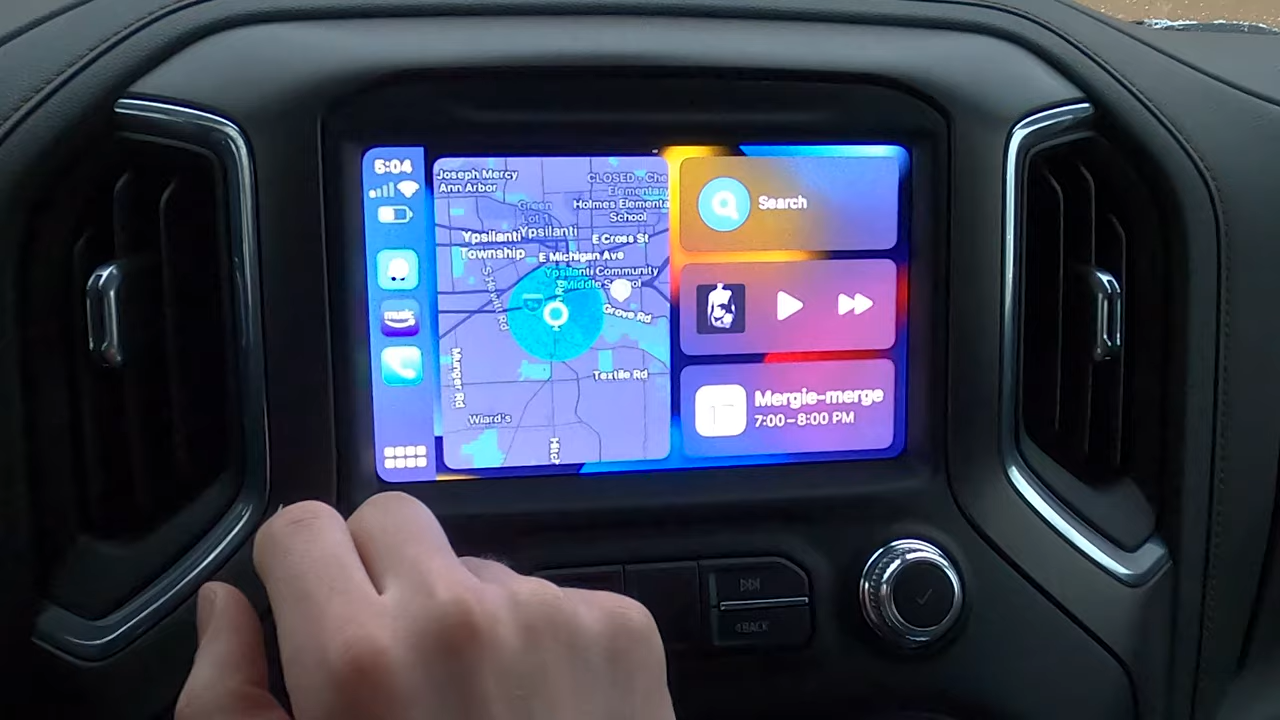 5:04
music
Joseph Mercy
Ann Arbor
CLOSED - Che
Elementary
Holmes Elementa
School
Green
Lot 1
Ypsilanti
Ypsilanti
Township
E Cross St
E Michigan Ave
Ypsilanti Community
Middle School
S Hewitt Rd
Grove Rd
Textile Rd
Munger Rd
Wiard's
Hitch
Search
Mergie-merge
7:00–8:00 PM
BACK